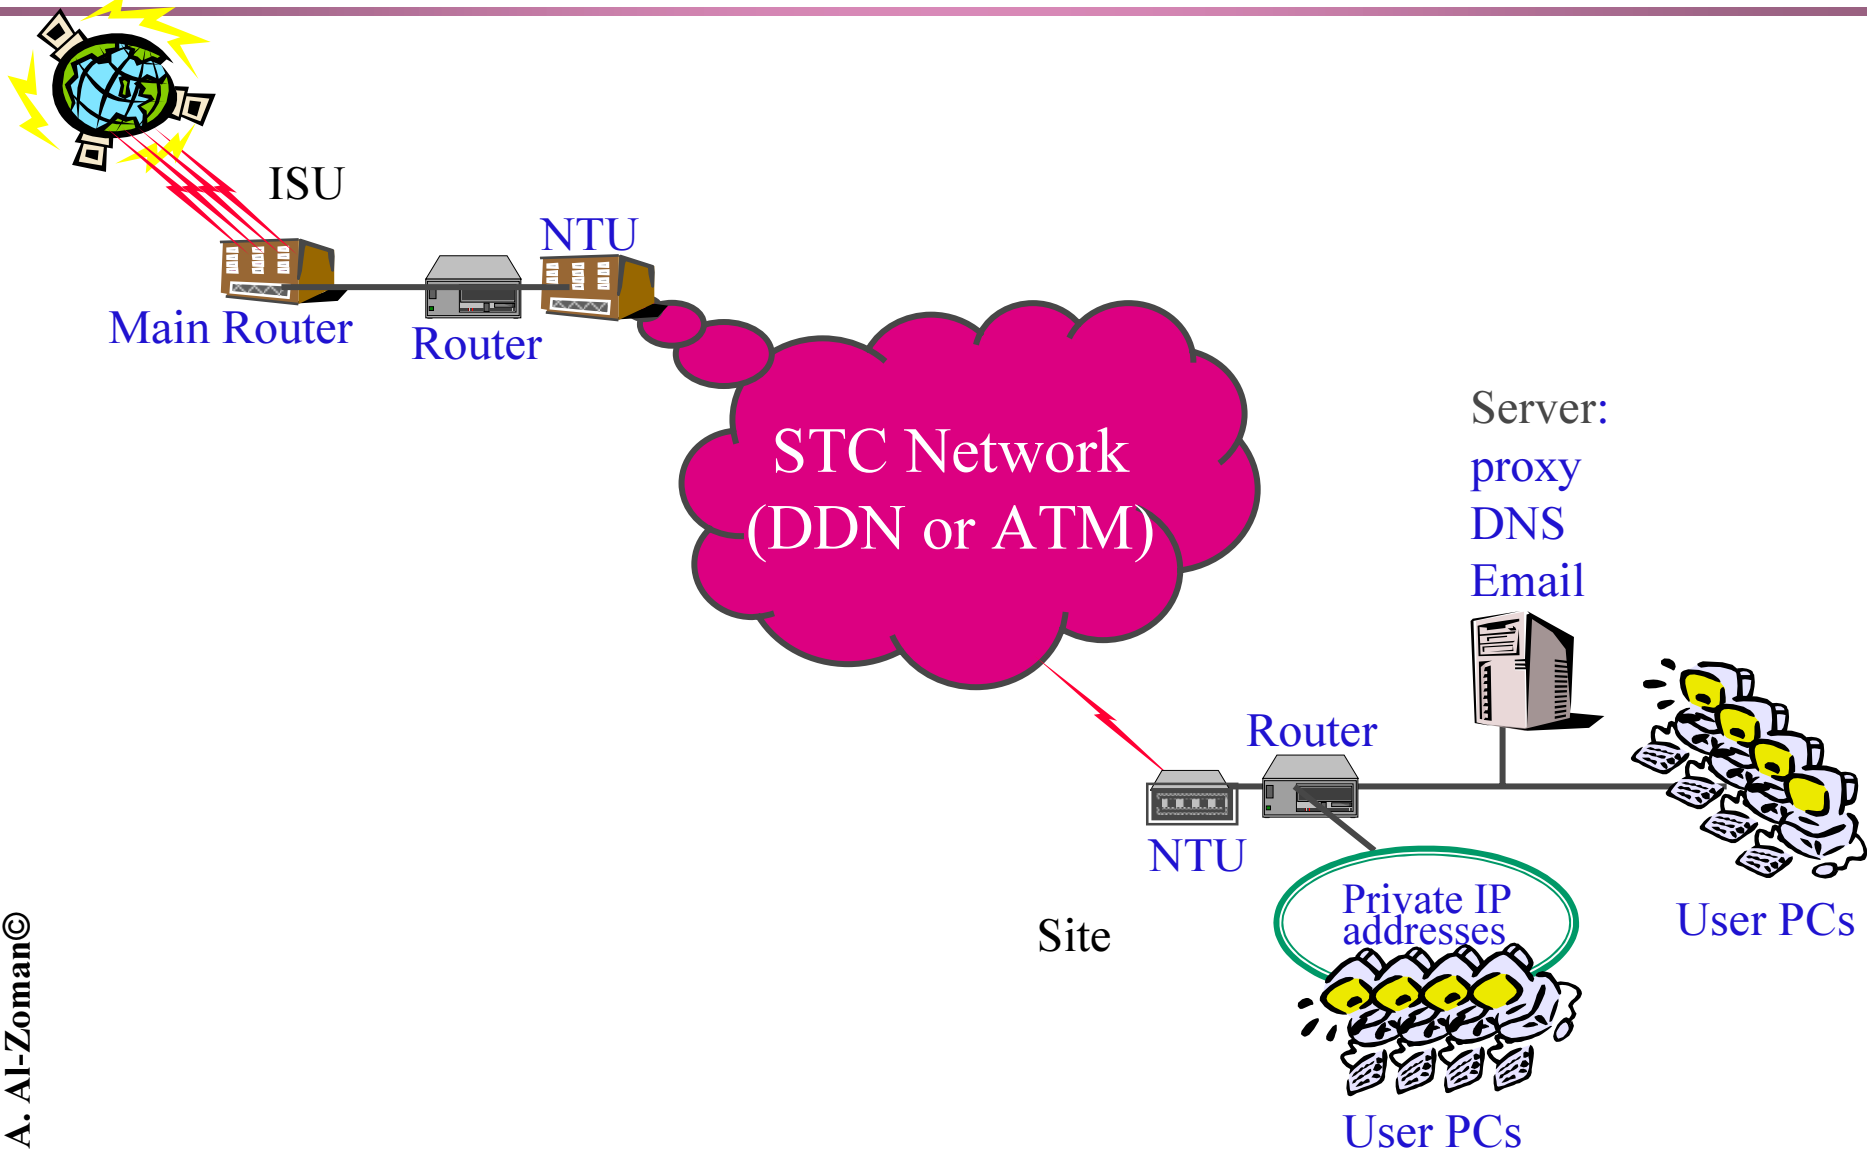 ISU
NTU
Main Router
Router
STC Network
(DDN or ATM)
Server:
proxy
DNS
Email
Router
NTU
Private IP
addresses
User PCs
Site
User PCs
A. Al-Zoman©